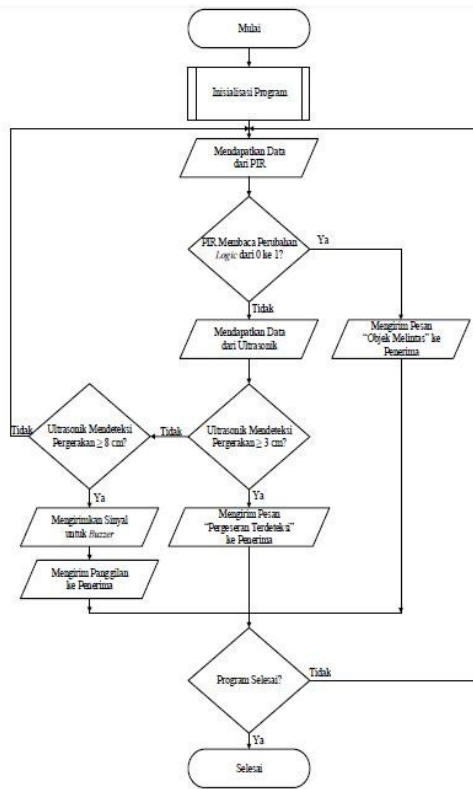 Mulai
Inisialisasi Program
Mendapatkan Data
dari PIR
PIR Membaca Perubahan
Logic dari 0 ke 1?
Ya
Tidak
Mendapatkan Data
dari Ultrasonik
Mengirim Pesan
“Objek Melintas” ke
Penerima
Ultrasonik Mendeteksi
Pergerakan ≥ 3 cm?
Tidak
Ultrasonik Mendeteksi
Pergerakan ≥ 8 cm?
Tidak
Ya
Mengirimkan Sinyal
untuk Buzzer
Mengirim Panggilan
ke Penerima
Ya
Mengirim Pesan
“Pergeseran Terdeteksi”
ke Penerima
Program Selesai?
Tidak
Ya
Selesai